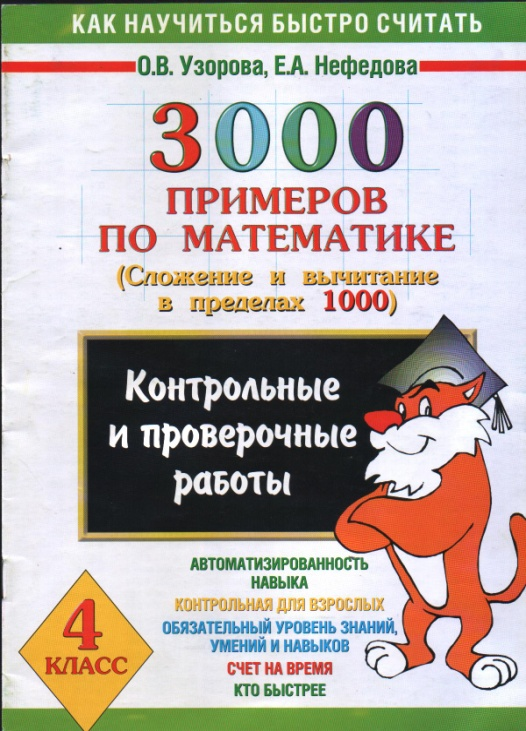 КАК НАУЧИТЬСЯ БЫСТРО СЧИТАТЬ
О.В. Узорова, Е.А. Нефедова
3000
ПРИМЕРОВ
ПО МАТЕМАТИКЕ
(Сложение и вычитание
в пределах 1000)
Контрольные
и проверочные
работы
АВТОМАТИЗИРОВАННОСТЬ
НАВЫКА
КОНТРОЛЬНАЯ ДЛЯ ВЗРОСЛЫХ
ОБЯЗАТЕЛЬНЫЙ УРОВЕНЬ ЗНАНИЙ,
УМЕНИЙ И НАВЫКОВ
СЧЕТ НА ВРЕМЯ
КТО БЫСТРЕЕ
4
КЛАСС